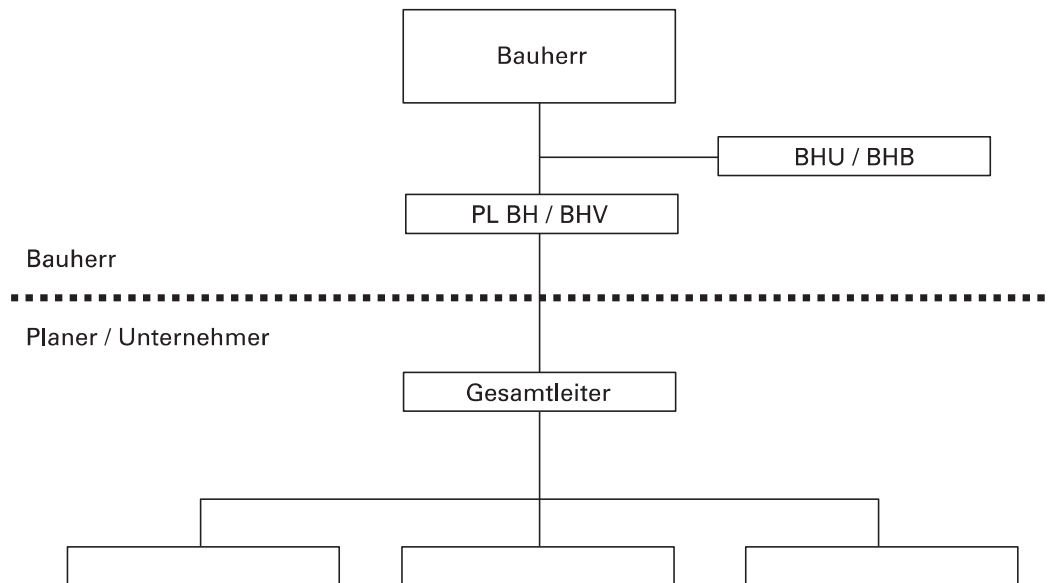 Bauherr
BHU / BHB
PL BH / BHV
Bauherr
Planer / Unternehmer
Gesamtleiter